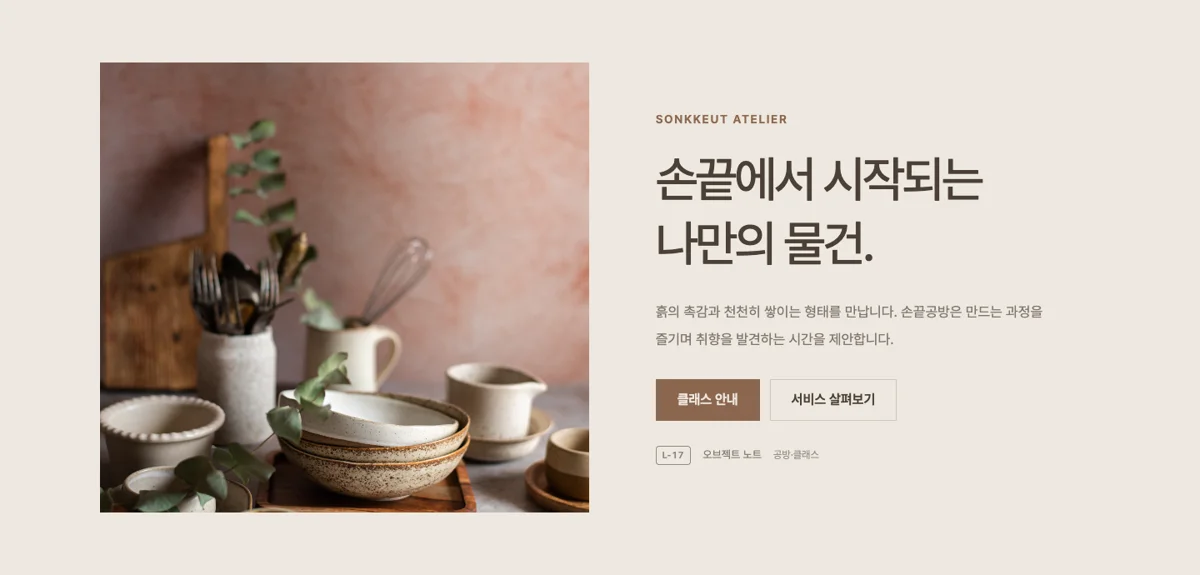 SONKKEUT ATELIER
손끝에서 시작되는
나만의 물건.
흙의 촉감과 천천히 쌓이는 형태를 만납니다. 손끝공방은 만드는 과정을
즐기며 취향을 발견하는 시간을 제안합니다.
클래스 안내 서비스 살펴보기
L-17 오브젝트 노트 공방·클래스